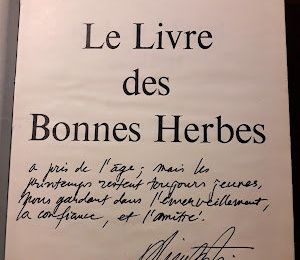 Le Livre
des
Bonnes Herbes
a pris de l'âge ; mais les
printemps restent toujours jeunes,
nous gardant dans l'émerveillement,
la confiance, et l'amitié.